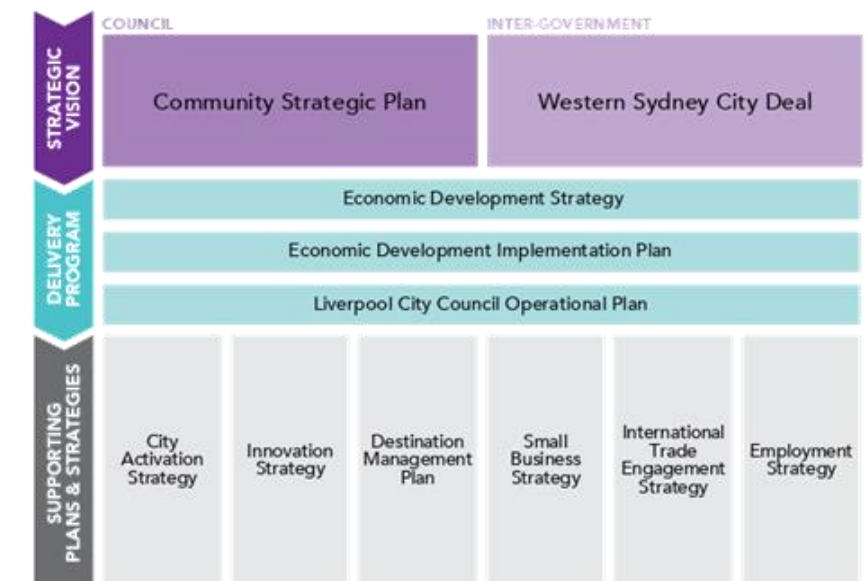 COUNCIL
INTER-GOVERNMENT
STRATEGIC
VISION
Community Strategic Plan
Western Sydney City Deal
DELIVERY
PROGRAM
Economic Development Strategy
Economic Development Implementation Plan
Liverpool City Council Operational Plan
SUPPORTING
PLANS & STRATEGIES
City
Activation
Strategy
Innovation
Strategy
Destination
Management
Plan
Small
Business
Strategy
International
Trade
Engagement
Strategy
Employment
Strategy